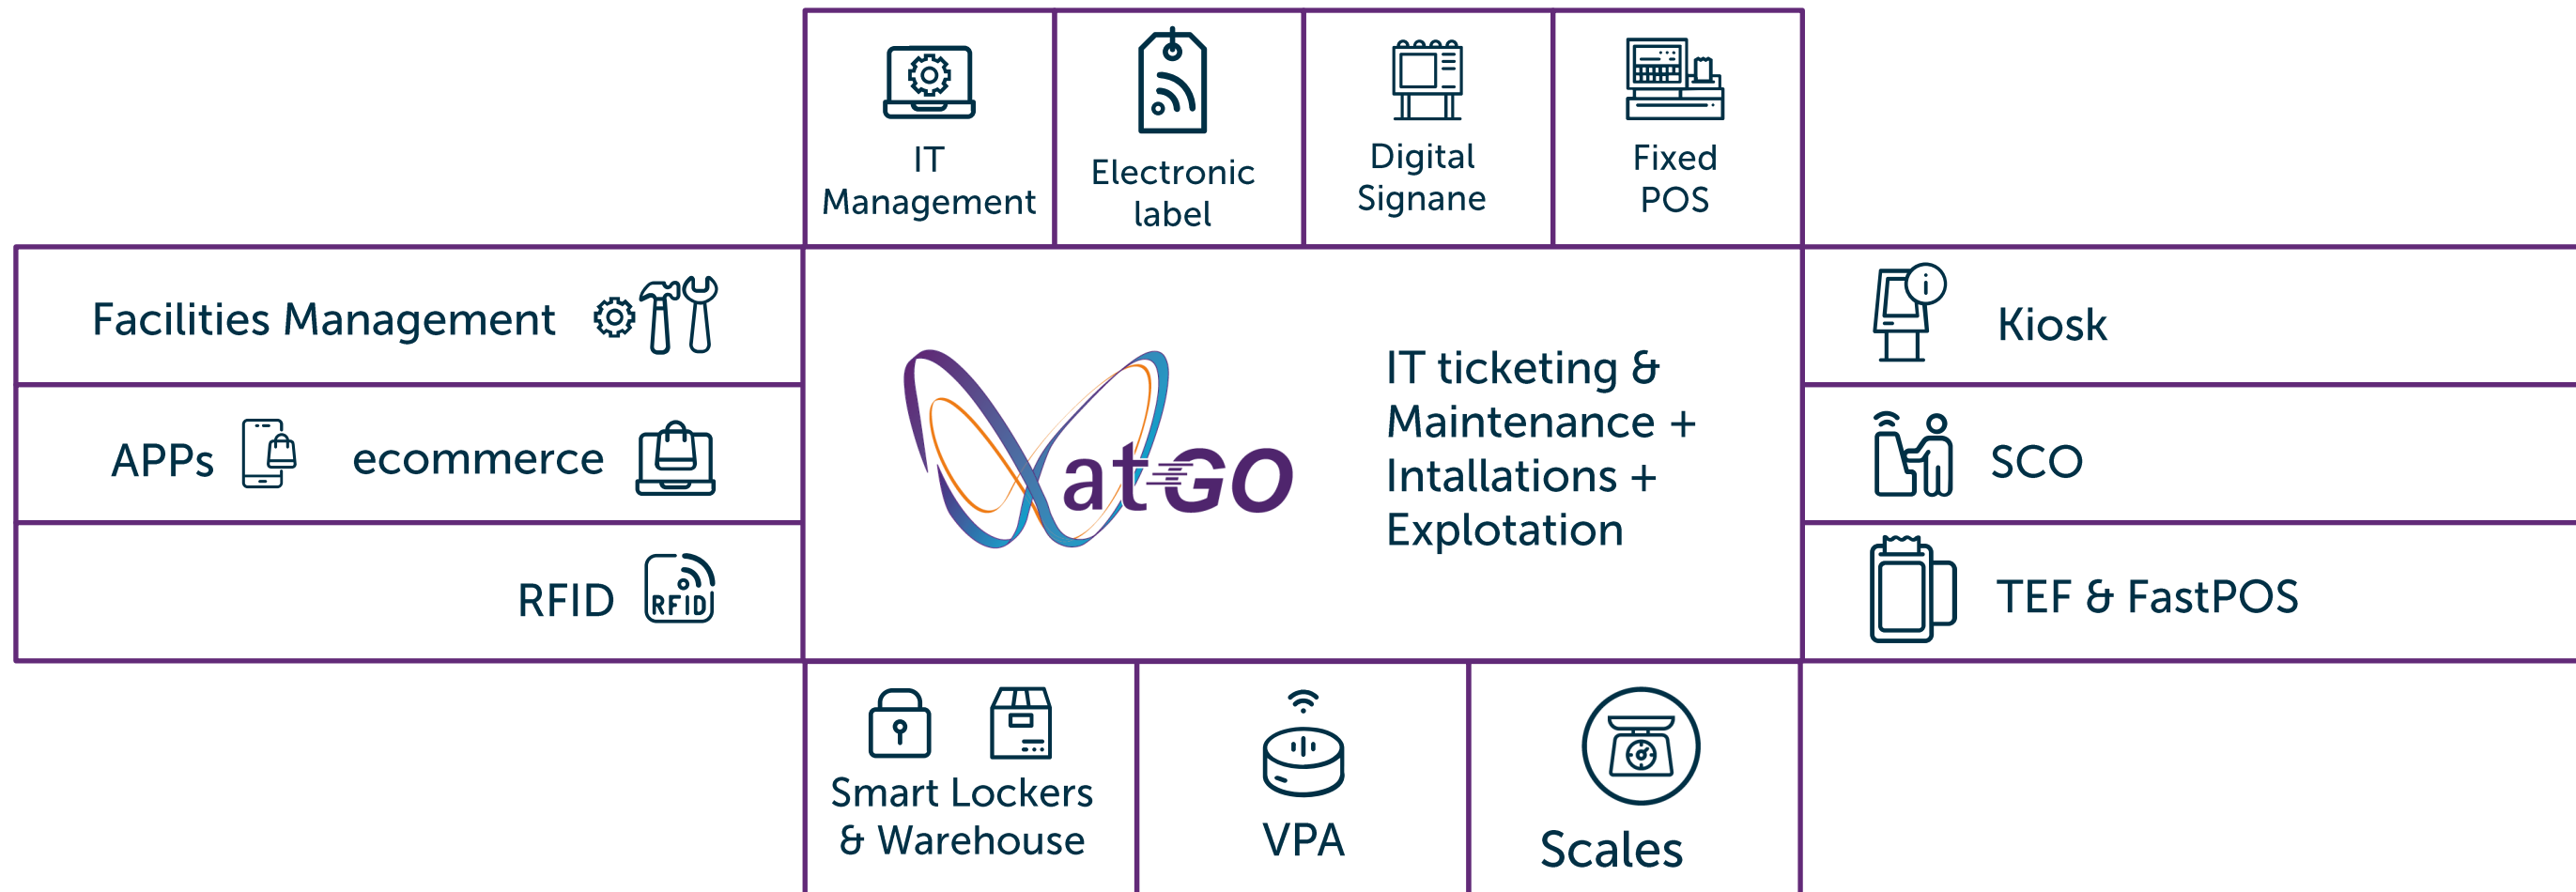 IT
Management
Electronic
label
Digital
Signane
Fixed
POS
Facilities Management
APPs ecommerce
RFID
RFID
atGO
IT ticketing &
Maintenance +
Intallations +
Explotation
Kiosk
SCO
TEF & FastPOS
Smart Lockers
& Warehouse
VPA
Scales